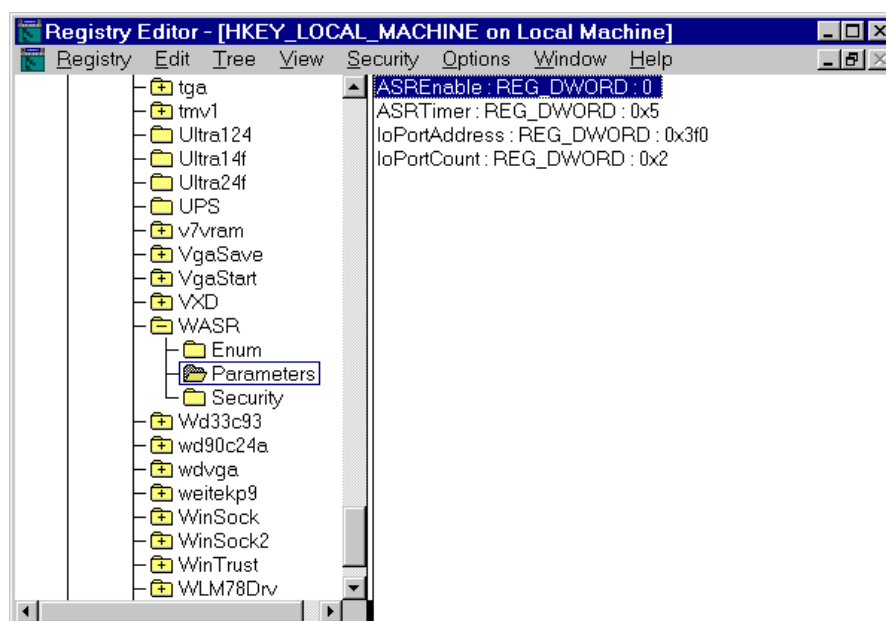 Registry Editor - [HKEY_LOCAL_MACHINE on Local Machine]
Registry Edit Tree View Security Options Window Help
tga
tmv1
Ultra124
Ultra14f
Ultra24f
UPS
v7vram
VgaSave
VgaStart
VXD
WASR
Enum
Parameters
Security
Wd33c93
wd90c24a
wdvga
weitekp9
WinSock
WinSock2
WinTrust
WLM78Drv
ASREnable : REG_DWORD : 0
ASRTimer : REG_DWORD : 0x5
IoPortAddress : REG_DWORD : 0x3f0
IoPortCount : REG_DWORD : 0x2